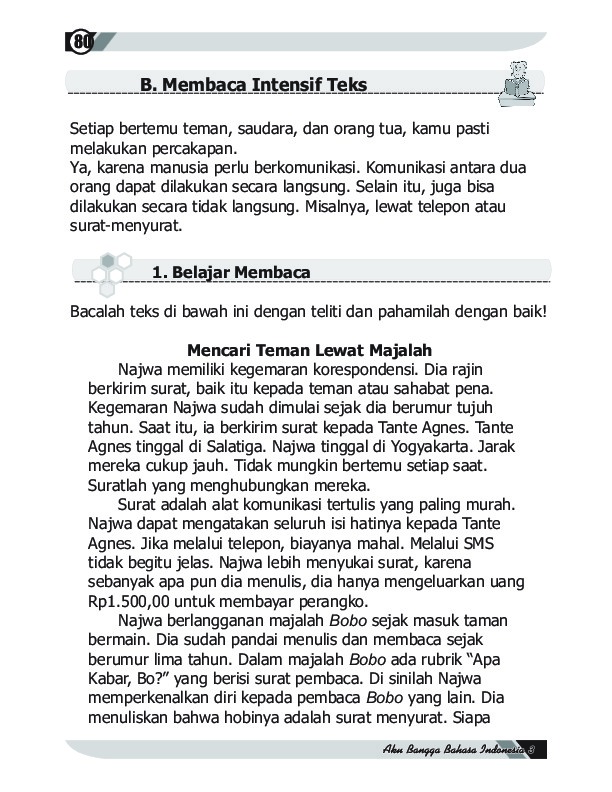 80
B. Membaca Intensif Teks
Setiap bertemu teman, saudara, dan orang tua, kamu pasti
melakukan percakapan.
Ya, karena manusia perlu berkomunikasi. Komunikasi antara dua
orang dapat dilakukan secara langsung. Selain itu, juga bisa
dilakukan secara tidak langsung. Misalnya, lewat telepon atau
surat-menyurat.
1. Belajar Membaca
Bacalah teks di bawah ini dengan teliti dan pahamilah dengan baik!
Mencari Teman Lewat Majalah
Najwa memiliki kegemaran korespondensi. Dia rajin
berkirim surat, baik itu kepada teman atau sahabat pena.
Kegemaran Najwa sudah dimulai sejak dia berumur tujuh
tahun. Saat itu, ia berkirim surat kepada Tante Agnes. Tante
Agnes tinggal di Salatiga. Najwa tinggal di Yogyakarta. Jarak
mereka cukup jauh. Tidak mungkin bertemu setiap saat.
Suratlah yang menghubungkan mereka.
Surat adalah alat komunikasi tertulis yang paling murah.
Najwa dapat mengatakan seluruh isi hatinya kepada Tante
Agnes. Jika melalui telepon, biayanya mahal. Melalui SMS
tidak begitu jelas. Najwa lebih menyukai surat, karena
sebanyak apa pun dia menulis, dia hanya mengeluarkan uang
Rp1.500,00 untuk membayar perangko.
Najwa berlangganan majalah Bobo sejak masuk taman
bermain. Dia sudah pandai menulis dan membaca sejak
berumur lima tahun. Dalam majalah Bobo ada rubrik “Apa
Kabar, Bo?” yang berisi surat pembaca. Di sinilah Najwa
memperkenalkan diri kepada pembaca Bobo yang lain. Dia
menuliskan bahwa hobinya adalah surat menyurat. Siapa
Aku Bangga Bahasa Indonesia 3